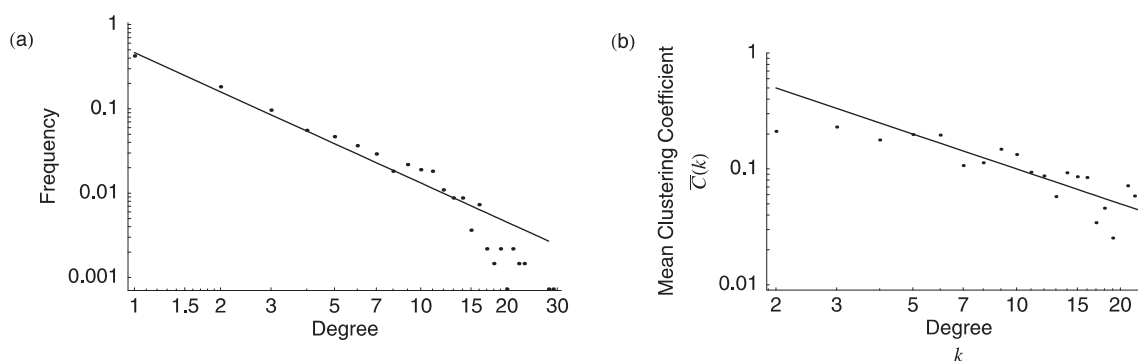 (a)
Frequency
1
0.1
0.01
0.001
1 1.5 2 3 5 7 10 15 20 30
Degree
(b)
Mean Clustering Coefficient
C̅(k)
1
0.1
0.01
2 3 5 7 10 15 20
Degree
k